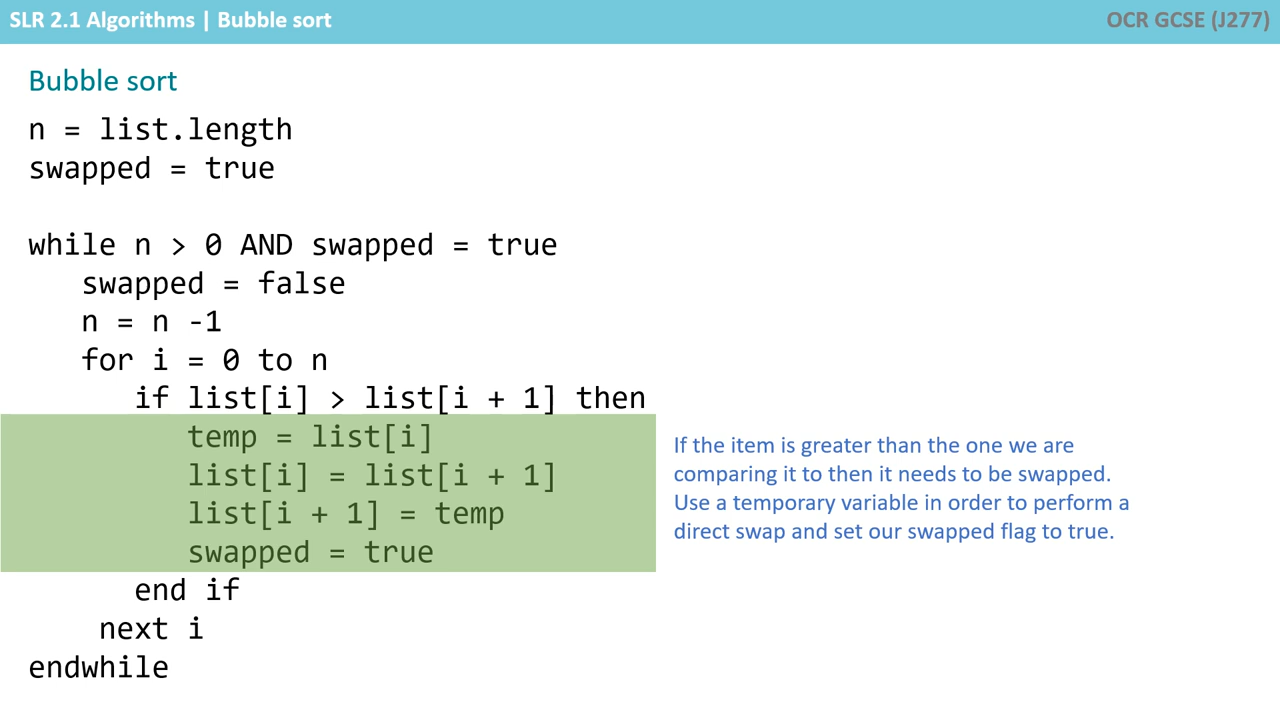 SLR 2.1 Algorithms | Bubble sort
OCR GCSE (J277)
Bubble sort
n = list.length
swapped = true
while n > 0 AND swapped = true
   swapped = false
   n = n -1
   for i = 0 to n
      if list[i] > list[i + 1] then
         temp = list[i]
         list[i] = list[i + 1]
         list[i + 1] = temp
         swapped = true
      end if
    next i
endwhile
If the item is greater than the one we are
comparing it to then it needs to be swapped.
Use a temporary variable in order to perform a
direct swap and set our swapped flag to true.